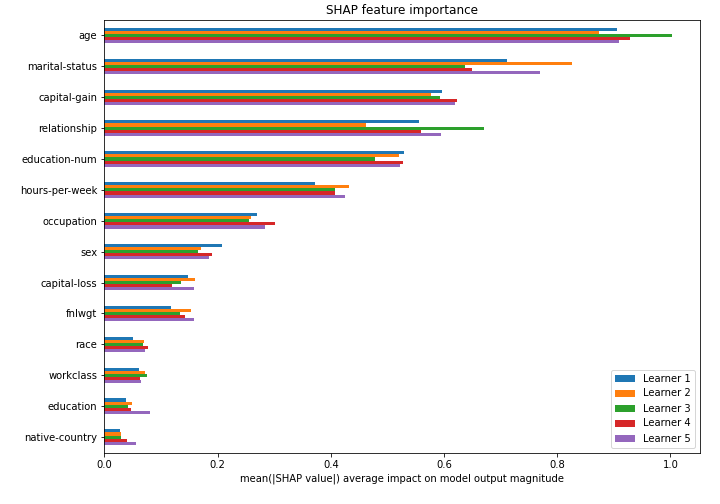 SHAP feature importance
age
marital-status
capital-gain
relationship
education-num
hours-per-week
occupation
sex
capital-loss
fnlwgt
race
workclass
education
native-country
Learner 1
Learner 2
Learner 3
Learner 4
Learner 5
0.0 0.2 0.4 0.6 0.8 1.0
mean(|SHAP value|) average impact on model output magnitude